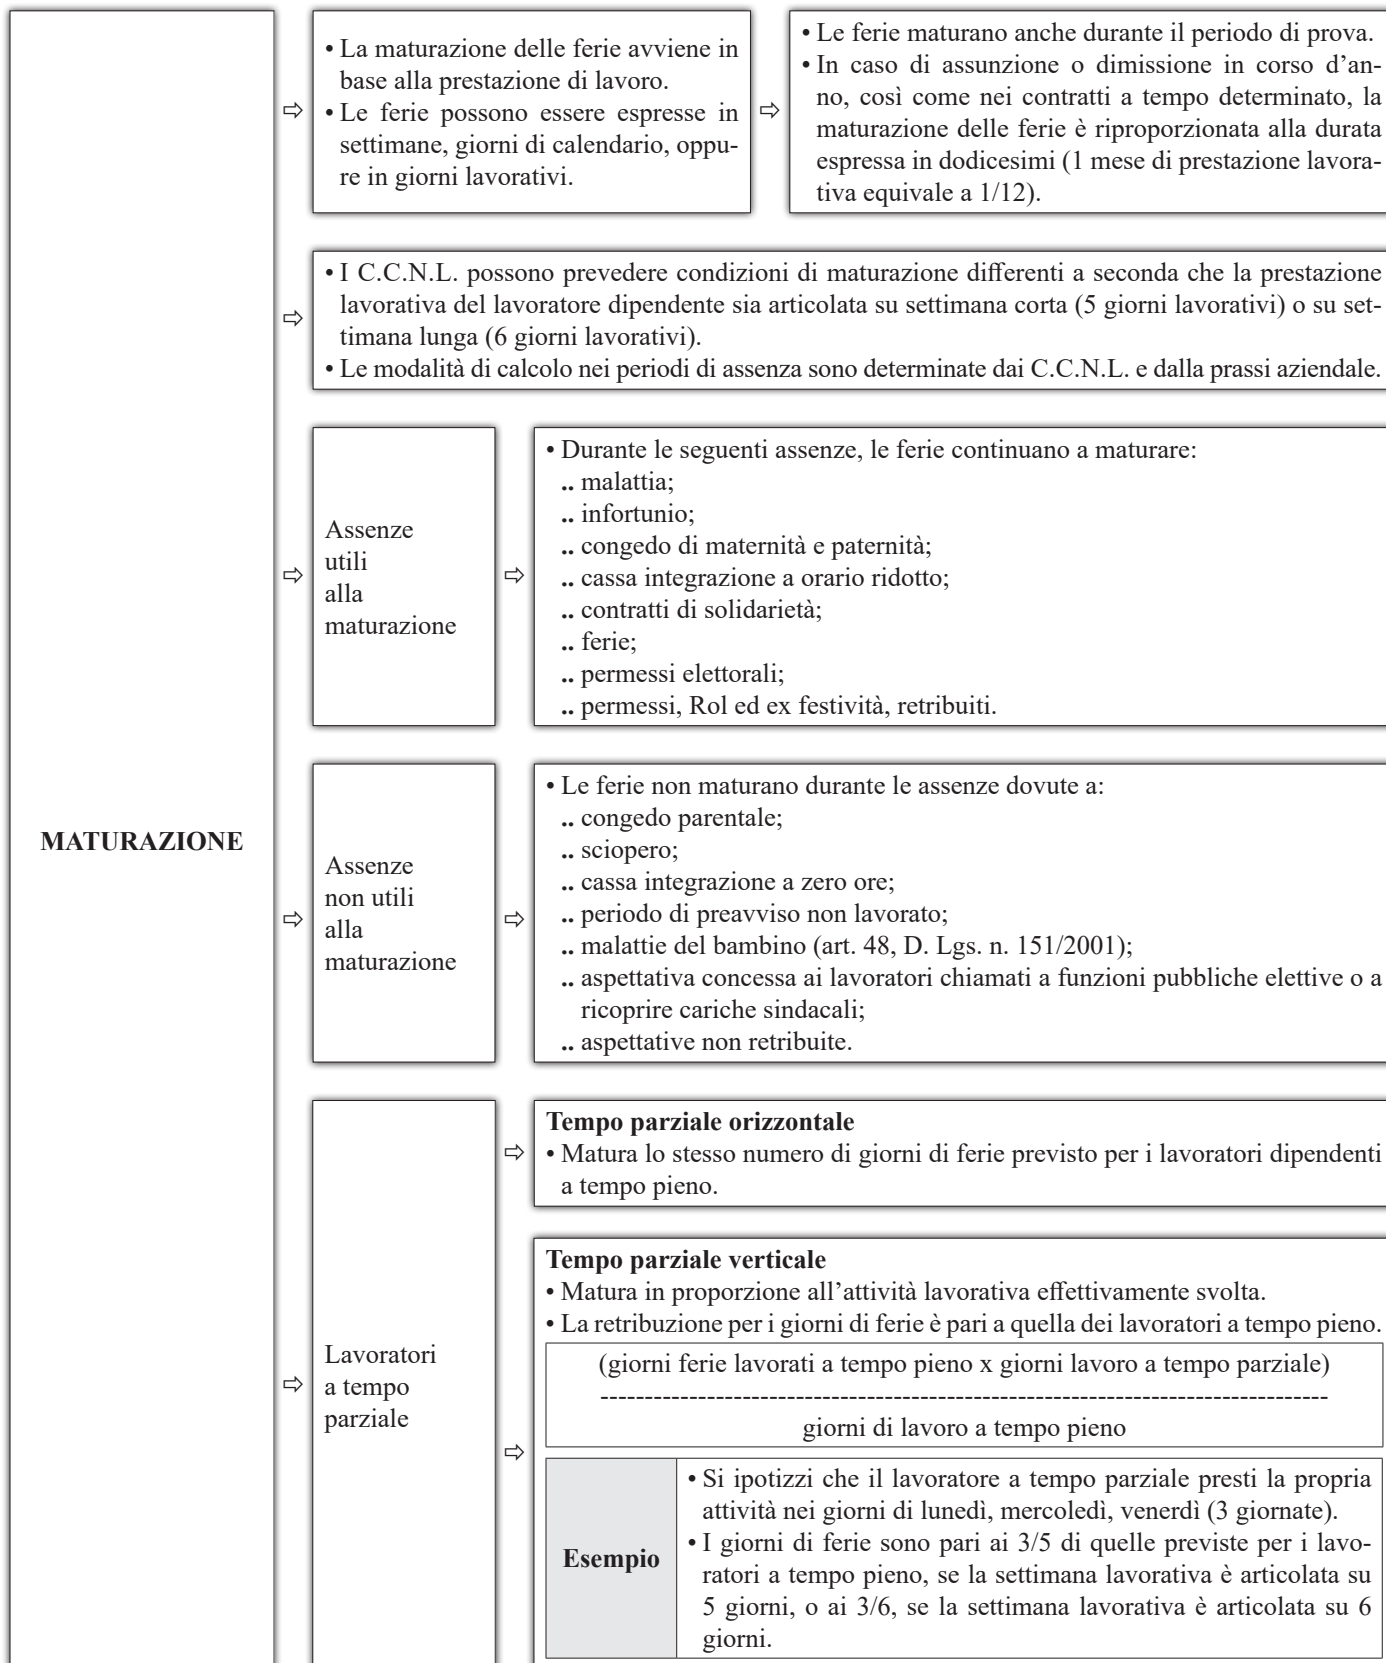 MATURAZIONE
• La maturazione delle ferie avviene in
base alla prestazione di lavoro.
• Le ferie possono essere espresse in
settimane, giorni di calendario, oppu-
re in giorni lavorativi.
• Le ferie maturano anche durante il periodo di prova.
• In caso di assunzione o dimissione in corso d’an-
no, così come nei contratti a tempo determinato, la
maturazione delle ferie è riproporzionata alla durata
espressa in dodicesimi (1 mese di prestazione lavora-
tiva equivale a 1/12).
• I C.C.N.L. possono prevedere condizioni di maturazione differenti a seconda che la prestazione
lavorativa del lavoratore dipendente sia articolata su settimana corta (5 giorni lavorativi) o su set-
timana lunga (6 giorni lavorativi).
• Le modalità di calcolo nei periodi di assenza sono determinate dai C.C.N.L. e dalla prassi aziendale.
Assenze
utili
alla
maturazione
• Durante le seguenti assenze, le ferie continuano a maturare:
.. malattia;
.. infortunio;
.. congedo di maternità e paternità;
.. cassa integrazione a orario ridotto;
.. contratti di solidarietà;
.. ferie;
.. permessi elettorali;
.. permessi, Rol ed ex festività, retribuiti.
Assenze
non utili
alla
maturazione
• Le ferie non maturano durante le assenze dovute a:
.. congedo parentale;
.. sciopero;
.. cassa integrazione a zero ore;
.. periodo di preavviso non lavorato;
.. malattie del bambino (art. 48, D. Lgs. n. 151/2001);
.. aspettativa concessa ai lavoratori chiamati a funzioni pubbliche elettive o a
ricoprire cariche sindacali;
.. aspettative non retribuite.
Lavoratori
a tempo
parziale
Tempo parziale orizzontale
• Matura lo stesso numero di giorni di ferie previsto per i lavoratori dipendenti
a tempo pieno.
Tempo parziale verticale
• Matura in proporzione all’attività lavorativa effettivamente svolta.
• La retribuzione per i giorni di ferie è pari a quella dei lavoratori a tempo pieno.
(giorni ferie lavorati a tempo pieno x giorni lavoro a tempo parziale)
-----------------------------------------------------------------------------------
giorni di lavoro a tempo pieno
Esempio
• Si ipotizzi che il lavoratore a tempo parziale presti la propria
attività nei giorni di lunedì, mercoledì, venerdì (3 giornate).
• I giorni di ferie sono pari ai 3/5 di quelle previste per i lavo-
ratori a tempo pieno, se la settimana lavorativa è articolata su
5 giorni, o ai 3/6, se la settimana lavorativa è articolata su 6
giorni.